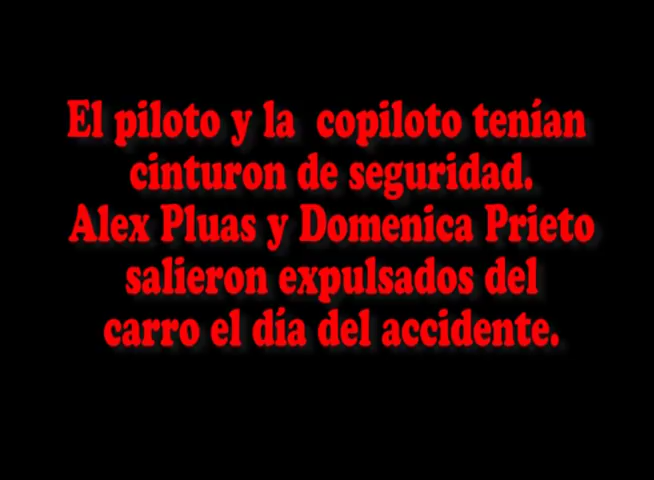 El piloto y la copiloto tenían
cinturon de seguridad.
Alex Pluas y Domenica Prieto
salieron expulsados del
carro el día del accidente.